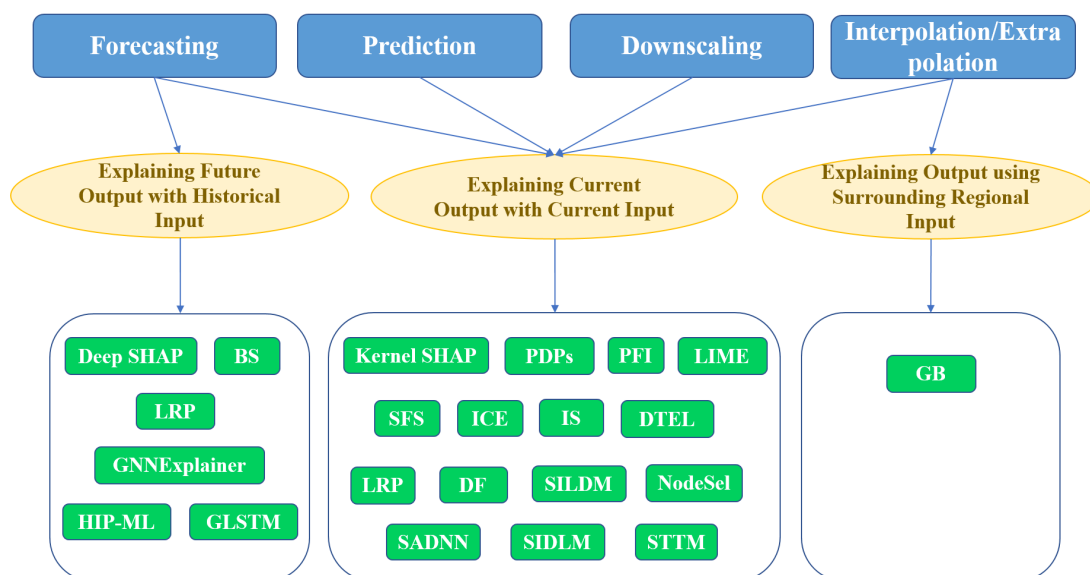 Forecasting
Prediction
Downscaling
Interpolation/Extra
polation
Explaining Future
Output with Historical
Input
Explaining Current
Output with Current Input
Explaining Output using
Surrounding Regional
Input
Deep SHAP
BS
LRP
GNNExplainer
HIP-ML
GLSTM
Kernel SHAP
PDPs
PFI
LIME
SFS
ICE
IS
DTEL
LRP
DF
SILDM
NodeSel
SADNN
SIDLM
STTM
GB